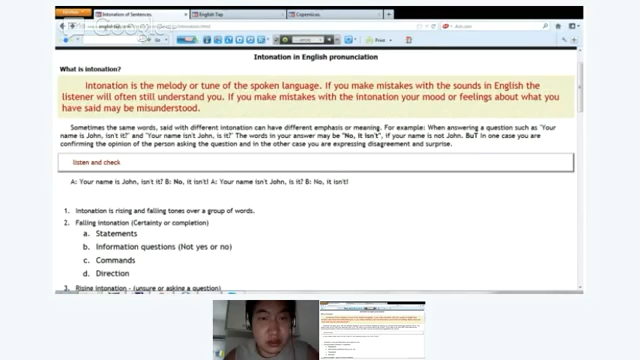 Intonation of Sentences
English Tap
Copernicus
Print
Intonation in English pronunciation
What is intonation?
Intonation is the melody or tune of the spoken language. If you make mistakes with the sounds in English the
listener will often still understand you. If you make mistakes with the intonation your mood or feelings about what you
have said may be misunderstood.
Sometimes the same words, said with different intonation can have different emphasis or meaning. For example: When answering a question such as "Your
name is John, isn't it?" and "Your name isn't John, is it?" The words in your answer may be "No, it isn't", if your name is not John. BuT in one case you are
confirming the opinion of the person asking the question and in the other case you are expressing disagreement and surprise.
listen and check
A: Your name is John, isn't it? B: No, it isn't! A: Your name isn't John, is it? B: No, it isn't!
1. Intonation is rising and falling tones over a group of words.
2. Falling intonation (Certainty or completion)
a. Statements
b. Information questions (Not yes or no)
c. Commands
d. Direction
3. Rising intonation - (unsure or asking a question)